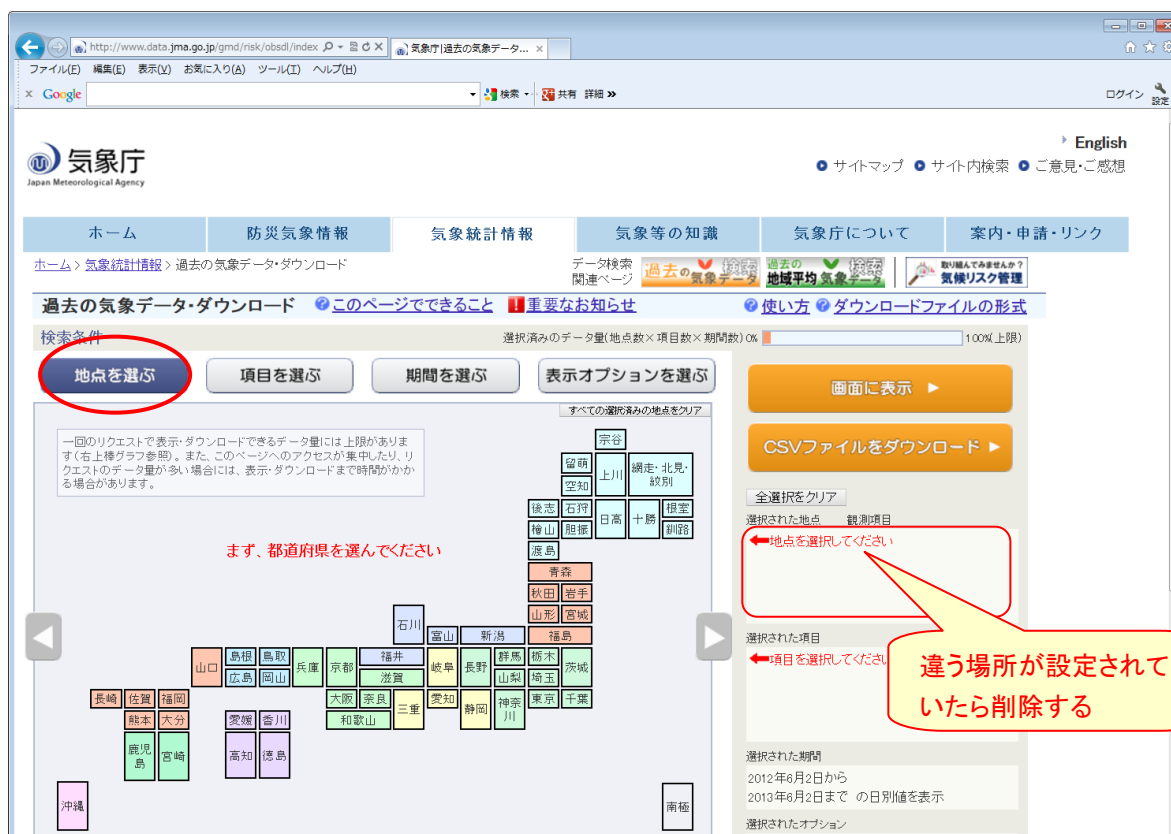 http://www.data.jma.go.jp/gmd/risk/obsdl/index
気象庁|過去の気象データ...
ファイル(F) 編集(E) 表示(V) お気に入り(A) ツール(T) ヘルプ(H)
× Google 検索 共有 詳細 » ログイン 設定
気象庁
Japan Meteorological Agency
English
サイトマップ サイト内検索 ご意見・ご感想
ホーム 防災気象情報 気象統計情報 気象等の知識 気象庁について 案内・申請・リンク
ホーム > 気象統計情報 > 過去の気象データ・ダウンロード
データ検索
関連ページ
過去の気象データ 検索
過去の地域平均気象データ 検索
取り組んでみませんか?
気候リスク管理
過去の気象データ・ダウンロード このページでできること 重要なお知らせ 使い方 ダウンロードファイルの形式
検索条件 選択済みのデータ量(地点数×項目数×期間数) 0% 100%(上限)
地点を選ぶ 項目を選ぶ 期間を選ぶ 表示オプションを選ぶ
画面に表示
すべての選択済みの地点をクリア
一回のリクエストで表示・ダウンロードできるデータ量には上限がありま
す(右上棒グラフ参照)。また、このページへのアクセスが集中したり、リ
クエストのデータ量が多い場合には、表示・ダウンロードまで時間がかか
る場合があります。
CSVファイルをダウンロード
宗谷
留萌 上川 網走・北見・
紋別
空知
後志 石狩 日高 十勝 根室
檜山 胆振 釧路
渡島
全選択をクリア
選択された地点 観測項目
地点を選択してください
まず、都道府県を選んでください
青森
秋田 岩手
山形 宮城
石川 富山 新潟 福島
山口 島根 鳥取 兵庫 京都 福井 岐阜 長野 群馬 栃木 茨城
広島 岡山 滋賀 山梨 埼玉
長崎 佐賀 福岡 大阪 奈良 三重 愛知 静岡 神奈
川 東京 千葉
熊本 大分 愛媛 香川 和歌山
鹿児
島 宮崎 高知 徳島
沖縄 南極
選択された項目
項目を選択してくださ
違う場所が設定されて
いたら削除する
選択された期間
2012年6月2日から
2013年6月2日まで の日別値を表示
選択されたオプション